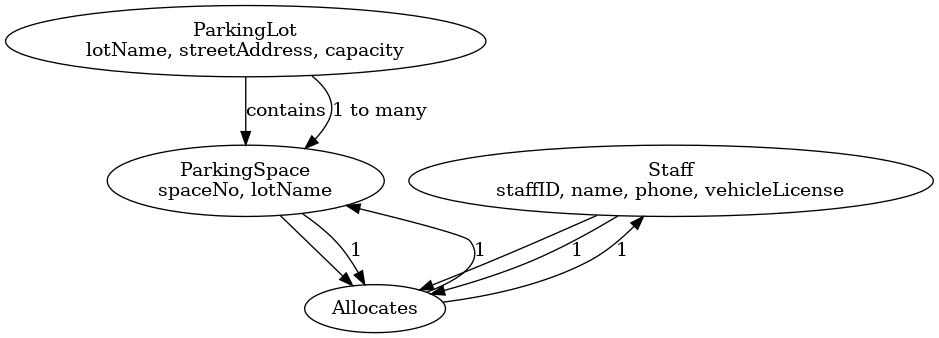 ParkingLot
lotName, streetAddress, capacity
contains
1 to many
ParkingSpace
spaceNo, lotName
Staff
staffID, name, phone, vehicleLicense
1
1
1
1
Allocates